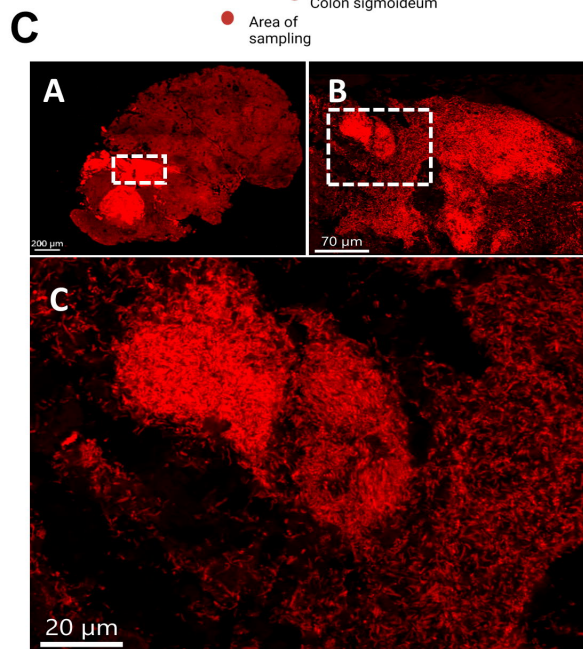 Colon sigmoideum
C
Area of
sampling
A
B
200 µm
70 µm
C
20 µm